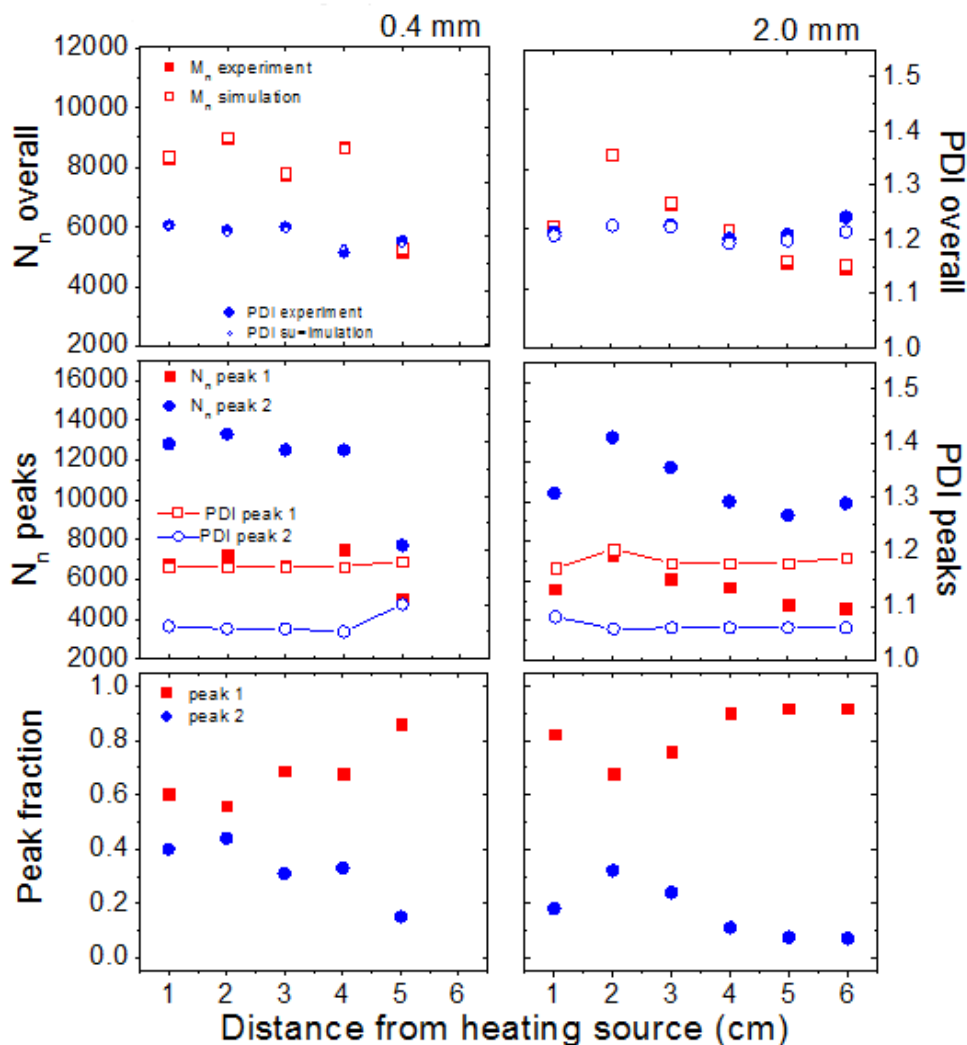 0.4 mm
2.0 mm
12000
10000
8000
6000
4000
2000
Nn overall
Mn experiment
Mn simulation
PDI experiment
PDI su-imulation
1.5
1.4
1.3
1.2
1.1
1.0
PDI overall
16000
14000
12000
10000
8000
6000
4000
2000
Nn peaks
Nn peak 1
Nn peak 2
PDI peak 1
PDI peak 2
1.5
1.4
1.3
1.2
1.1
1.0
PDI peaks
1.0
0.8
0.6
0.4
0.2
0.0
Peak fraction
peak 1
peak 2
1 2 3 4 5 6
1 2 3 4 5 6
Distance from heating source (cm)